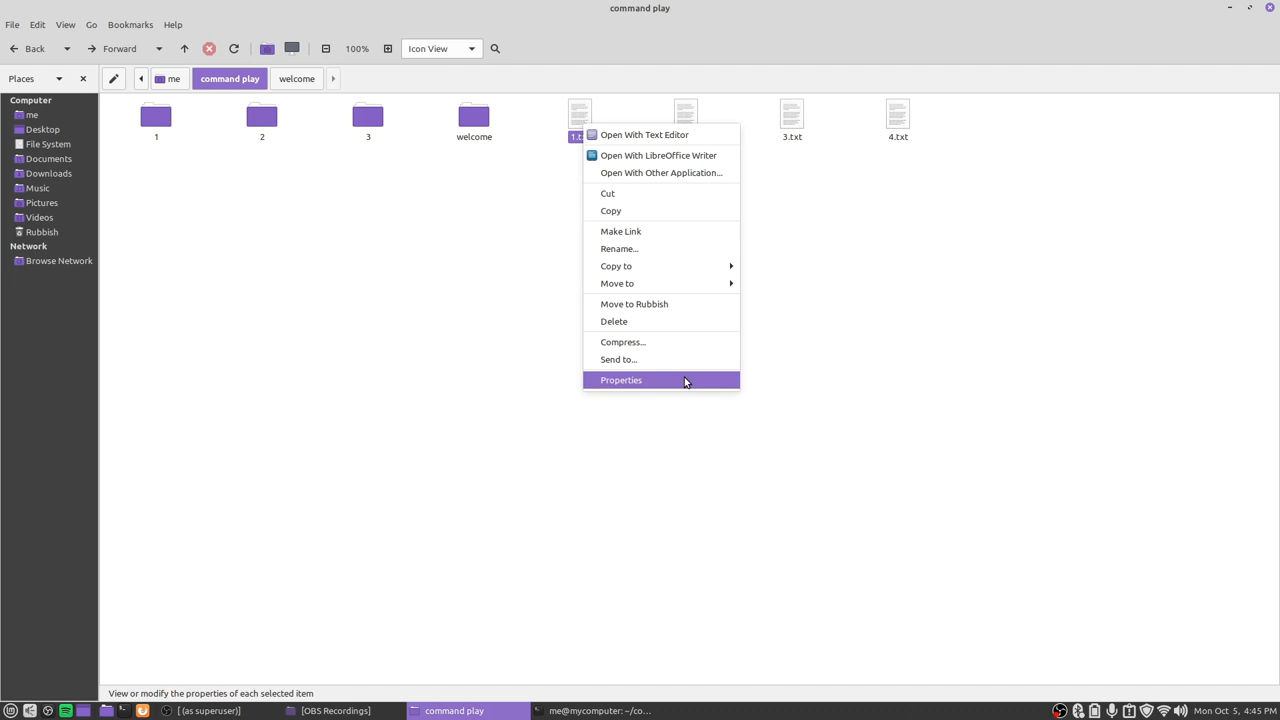 command play
File Edit View Go Bookmarks Help
Back Forward 100% Icon View
Places me command play welcome
Computer
me
Desktop
File System
Documents
Downloads
Music
Pictures
Videos
Rubbish
Network
Browse Network
1 2 3 welcome 3.txt 4.txt
Open With Text Editor
Open With LibreOffice Writer
Open With Other Application...
Cut
Copy
Make Link
Rename...
Copy to
Move to
Move to Rubbish
Delete
Compress...
Send to...
Properties
View or modify the properties of each selected item
[ (as superuser)] [OBS Recordings] command play me@mycomputer: ~/co... Mon Oct 5, 4:45 PM